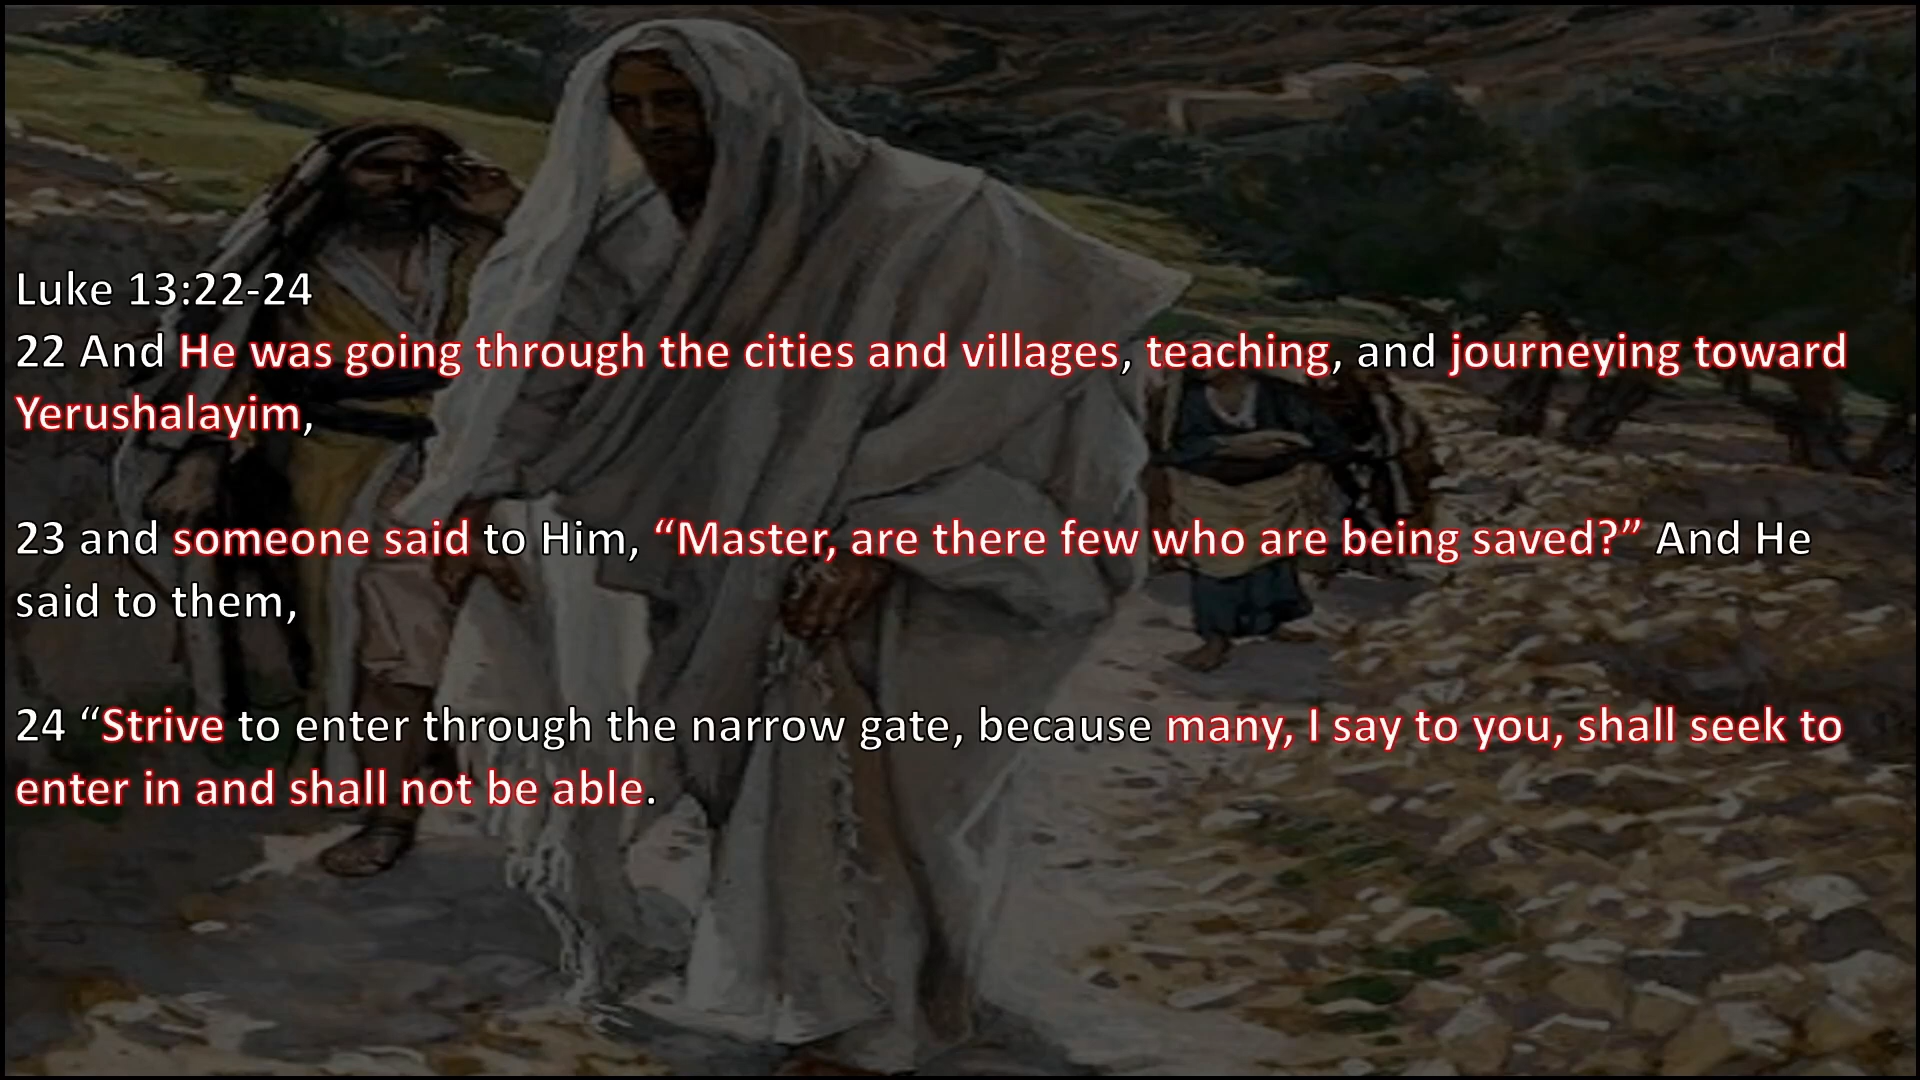 Luke 13:22-24
22 And He was going through the cities and villages, teaching, and journeying toward
Yerushalayim,
23 and someone said to Him, “Master, are there few who are being saved?” And He
said to them,
24 “Strive to enter through the narrow gate, because many, I say to you, shall seek to
enter in and shall not be able.